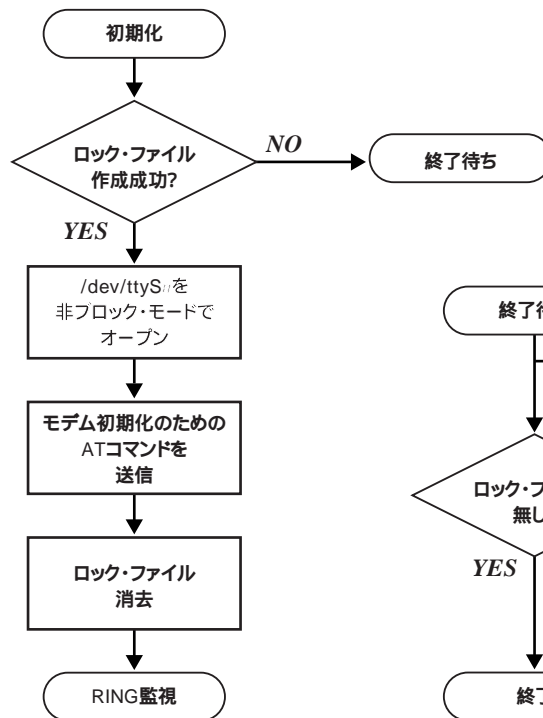 初期化
ロック・ファイル
作成成功?
NO
終了待ち
YES
/dev/ttySnを
非ブロック・モードで
オープン
モデム初期化のための
ATコマンドを
送信
ロック・ファイル
消去
RING監視
終了待
ロック・フ
無し
YES
終了